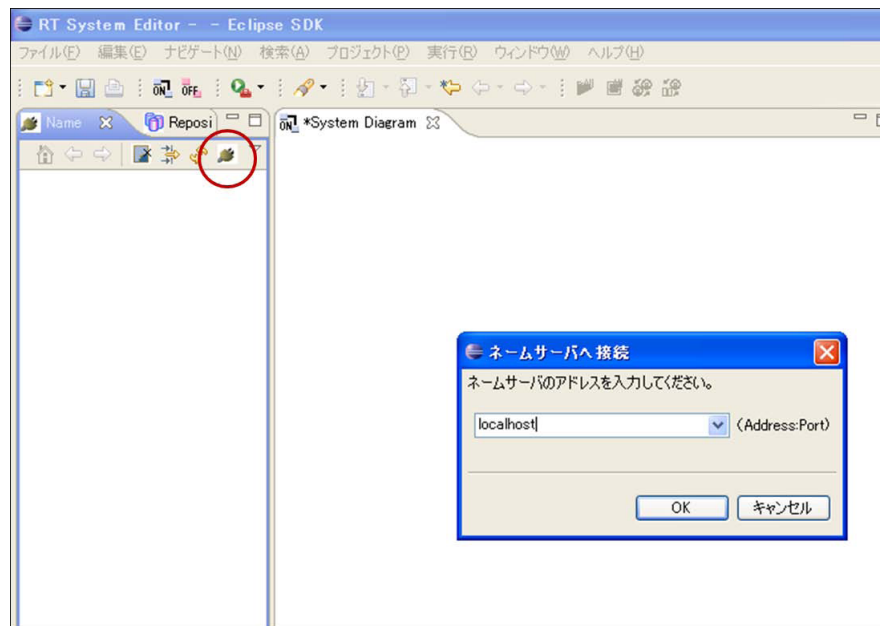 RT System Editor - - Eclipse SDK
ファイル(F) 編集(E) ナビゲート(N) 検索(A) プロジェクト(P) 実行(R) ウィンドウ(W) ヘルプ(H)
ON OFF
Name Reposi ON *System Diagram
ネームサーバへ接続
ネームサーバのアドレスを入力してください。
localhost (Address:Port)
OK キャンセル